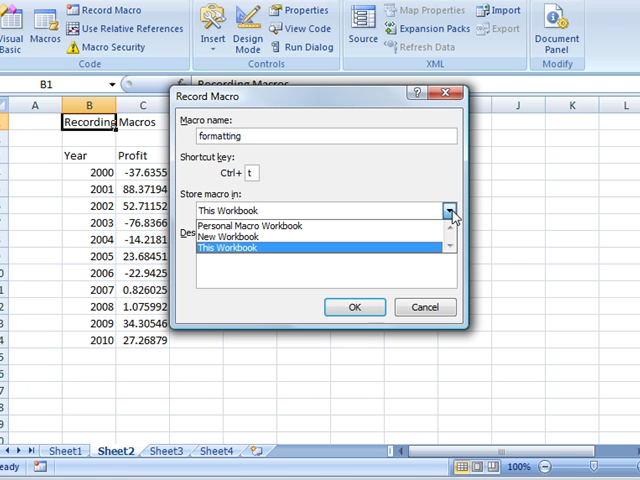 Visual
Basic
Macros
Record Macro
Use Relative References
Macro Security
Code
Insert
Design
Mode
Properties
View Code
Run Dialog
Controls
Source
Map Properties
Expansion Packs
Refresh Data
Import
Export
XML
Document
Panel
Modify
B1
Recording Macros
A B C J K L
Recording Macros
Year Profit
2000 -37.6355
2001 88.37194
2002 52.71152
2003 -76.8366
2004 -14.2181
2005 23.68451
2006 -22.9425
2007 0.826025
2008 1.075992
2009 34.30546
2010 27.26879
Record Macro
Macro name:
formatting
Shortcut key:
Ctrl+ t
Store macro in:
This Workbook
Personal Macro Workbook
New Workbook
This Workbook
Des
OK Cancel
Sheet1 Sheet2 Sheet3 Sheet4
eady 100%